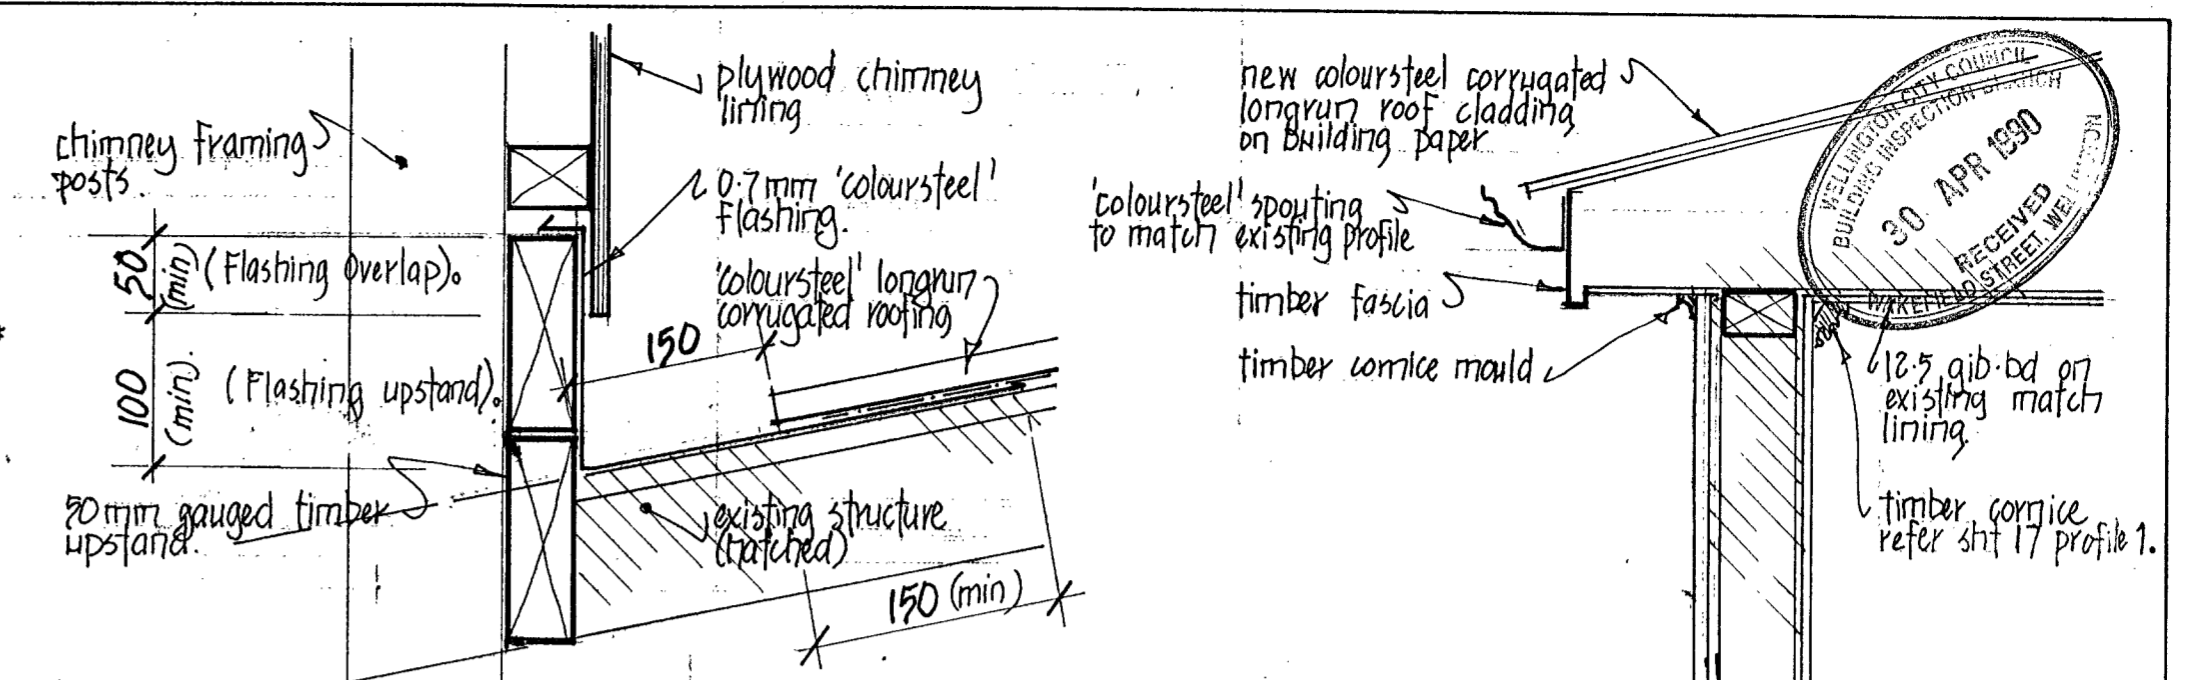 plywood chimney
lining
chimney framing
posts.
0.7mm 'coloursteel'
flashing.
50
(min)
(Flashing overlap).
'coloursteel' longrun
corrugated roofing
150
100
(min).
(Flashing upstand).
50mm gauged timber
upstand.
existing structure
(hatched)
150 (min)
new coloursteel corrugated
longrun roof cladding
on building paper
'coloursteel' spouting
to match existing profile
timber fascia
timber cornice mould
WELLINGTON CITY COUNCIL
BUILDING INSPECTION BRANCH
30 APR 1990
RECEIVED
WAKEFIELD STREET, WELLINGTON
12.5 gib.bd on
existing match
lining.
timber cornice
refer sht 17 profile 1.